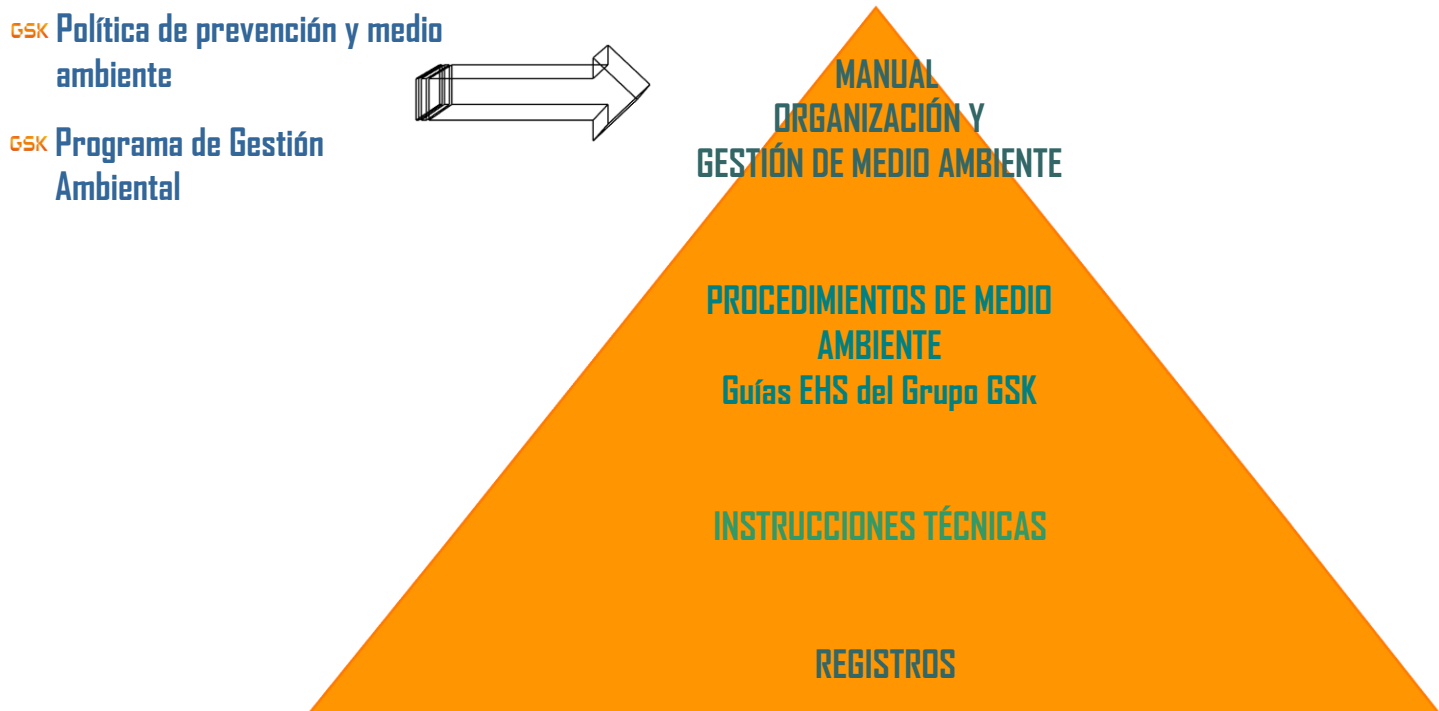 GSK Política de prevención y medio
ambiente
GSK Programa de Gestión
Ambiental
MANUAL
ORGANIZACIÓN Y
GESTIÓN DE MEDIO AMBIENTE
PROCEDIMIENTOS DE MEDIO
AMBIENTE
Guías EHS del Grupo GSK
INSTRUCCIONES TÉCNICAS
REGISTROS